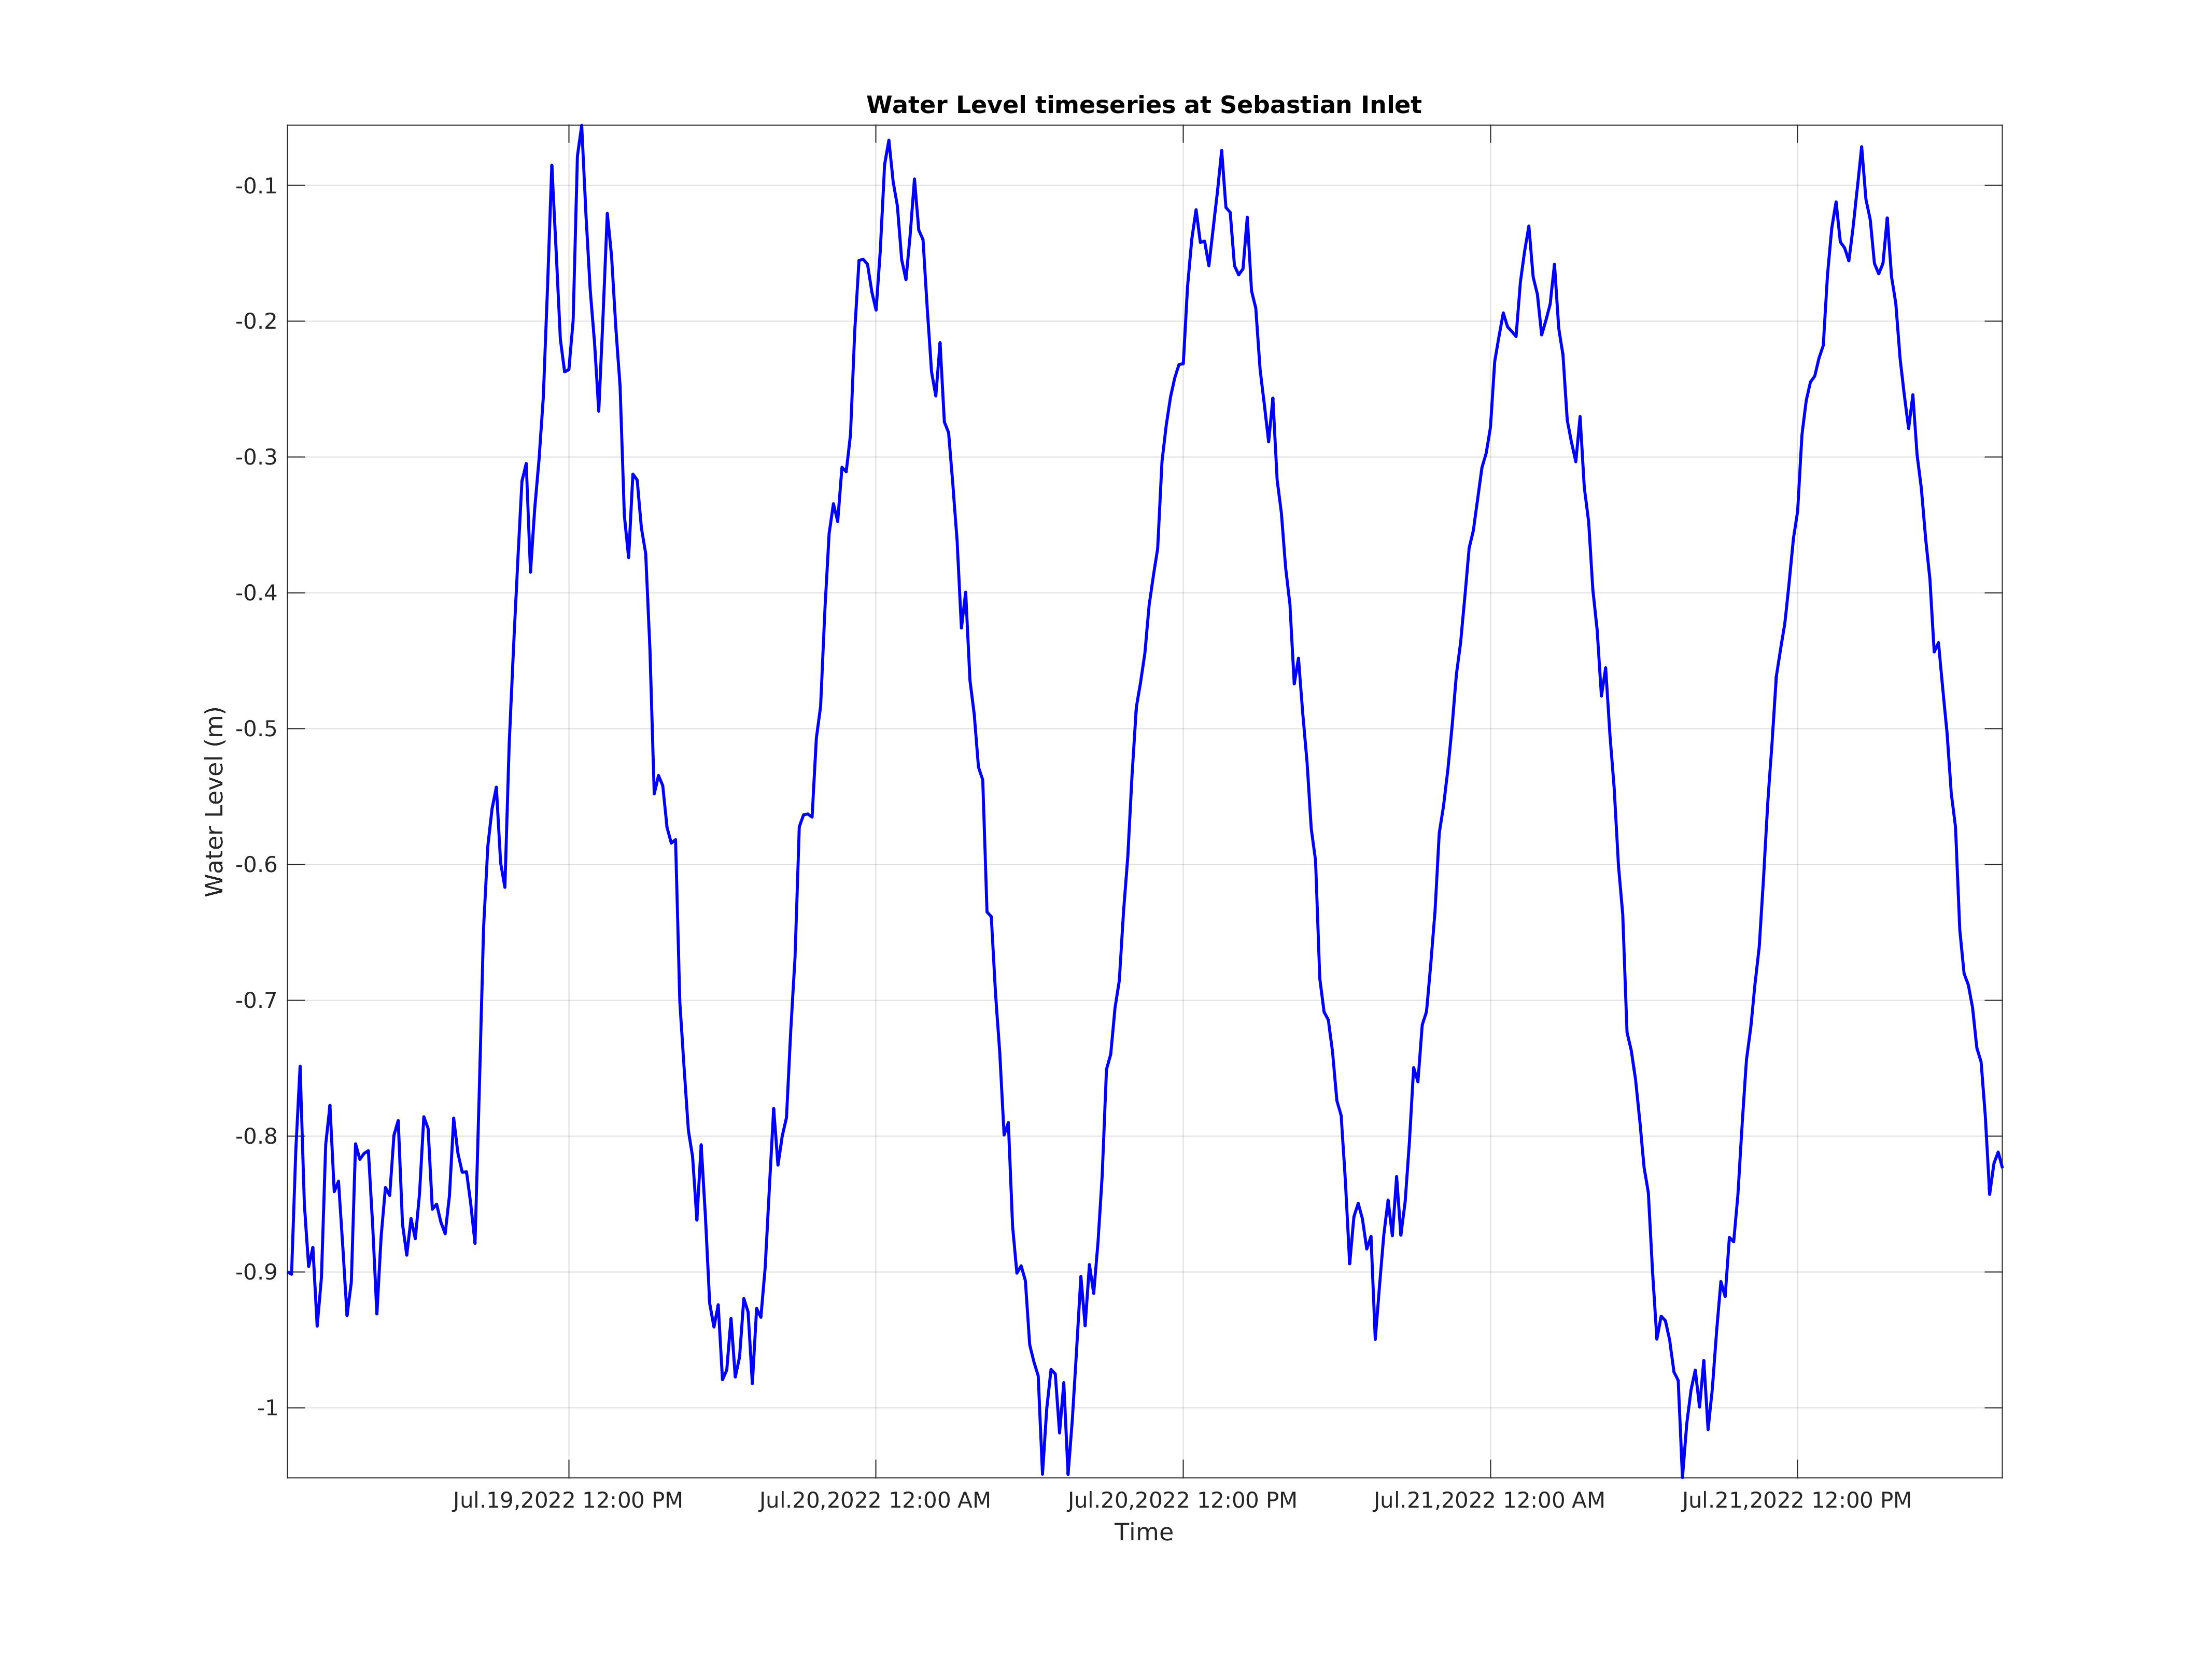 Water Level timeseries at Sebastian Inlet
-0.1
-0.2
-0.3
-0.4
-0.5
-0.6
-0.7
-0.8
-0.9
-1
Water Level (m)
Jul.19,2022 12:00 PM
Jul.20,2022 12:00 AM
Jul.20,2022 12:00 PM
Jul.21,2022 12:00 AM
Jul.21,2022 12:00 PM
Time